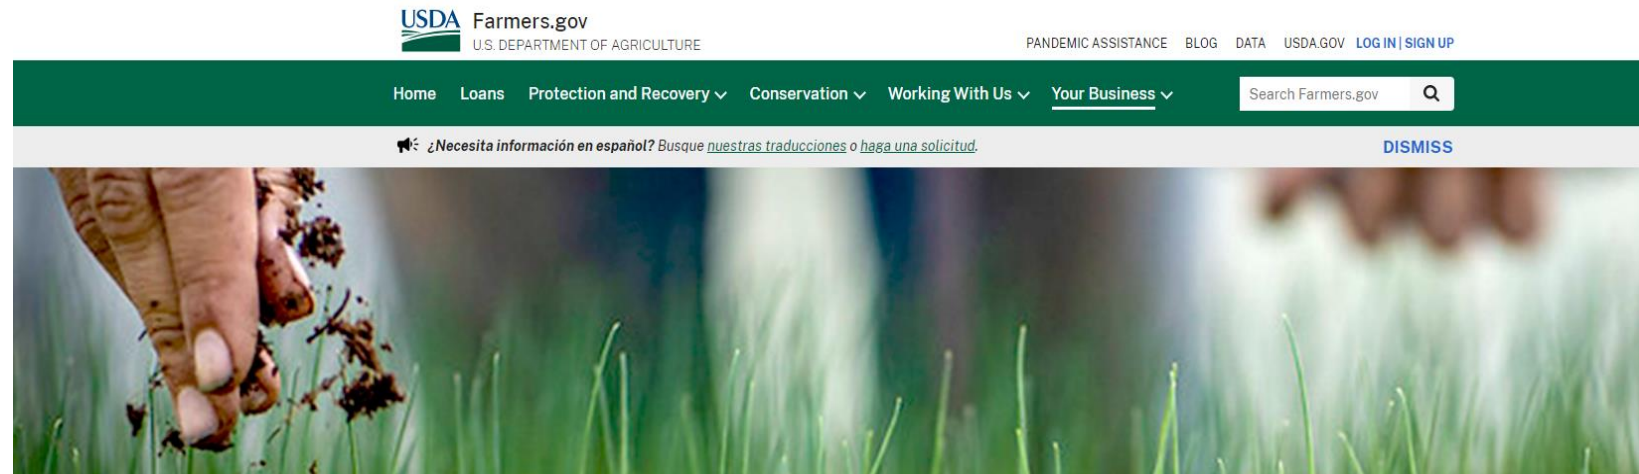 USDA Farmers.gov
U.S. DEPARTMENT OF AGRICULTURE
PANDEMIC ASSISTANCE BLOG DATA USDA.GOV LOG IN | SIGN UP
Home Loans Protection and Recovery Conservation Working With Us Your Business Search Farmers.gov
¿Necesita información en español? Busque nuestras traducciones o haga una solicitud. DISMISS